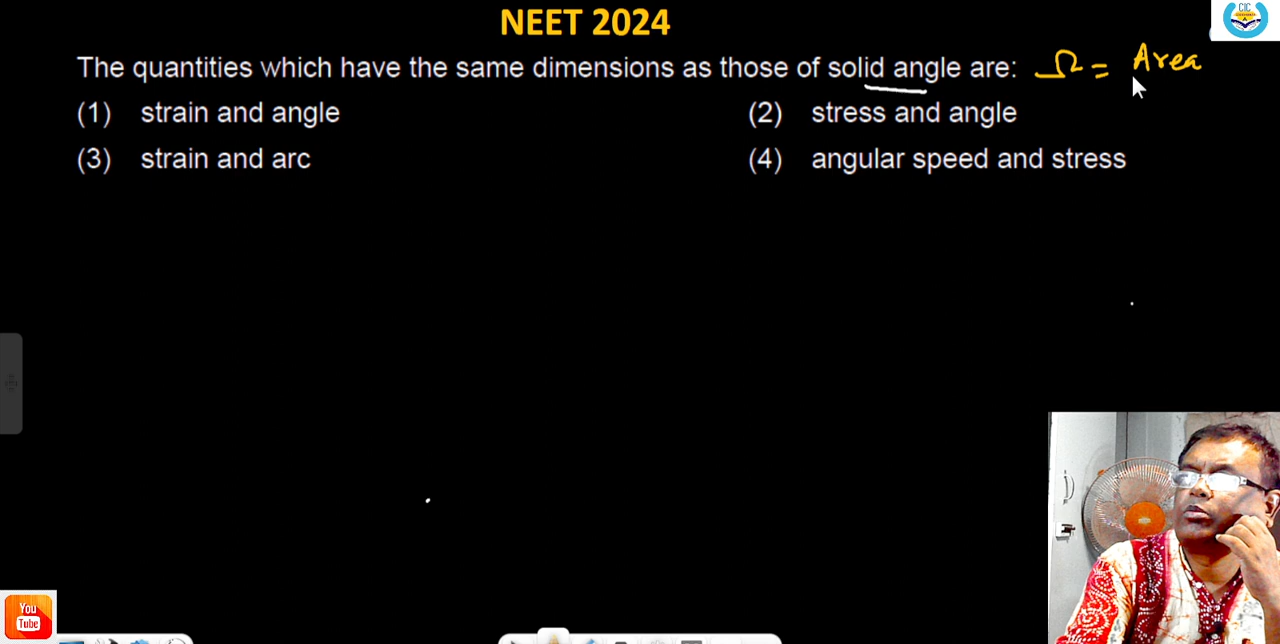 NEET 2024
The quantities which have the same dimensions as those of solid angle are: Ω = Area
(1) strain and angle (2) stress and angle
(3) strain and arc (4) angular speed and stress
CIC
You
Tube